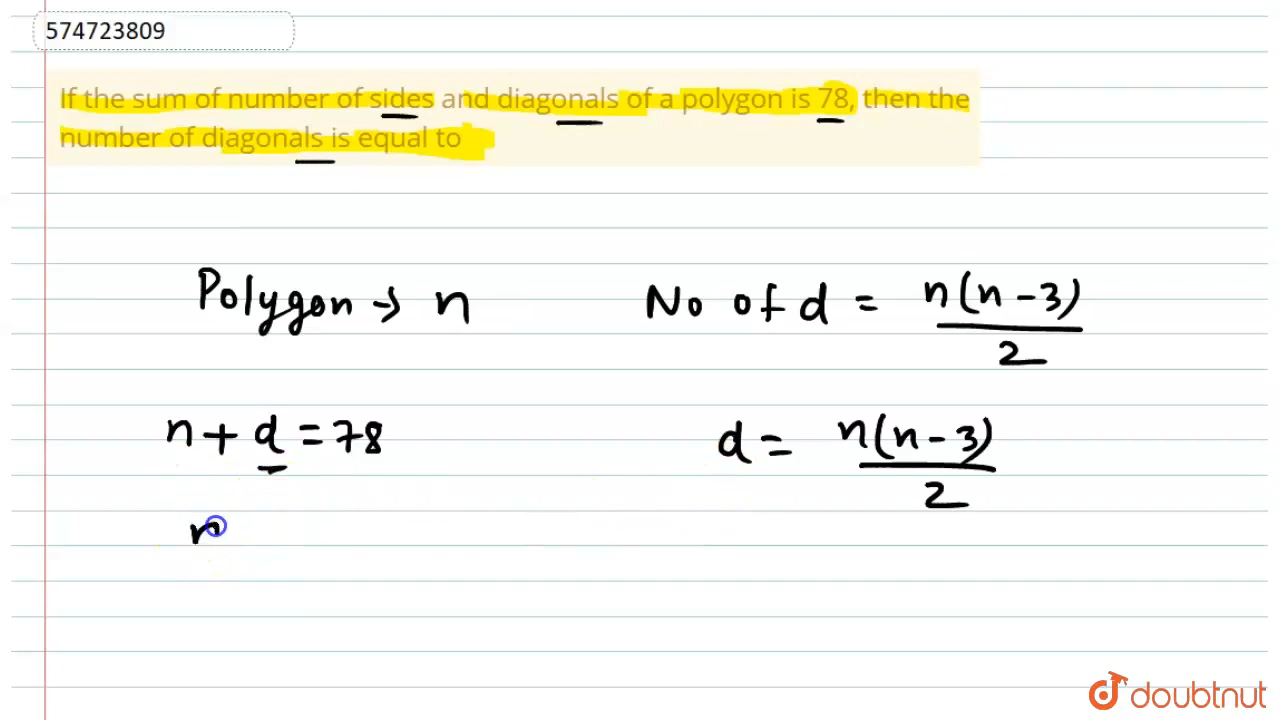 574723809
If the sum of number of sides and diagonals of a polygon is 78, then the
number of diagonals is equal to
Polygon → n
No of d = n(n-3)/2
n + d = 78
d = n(n-3)/2
n
doubtnut